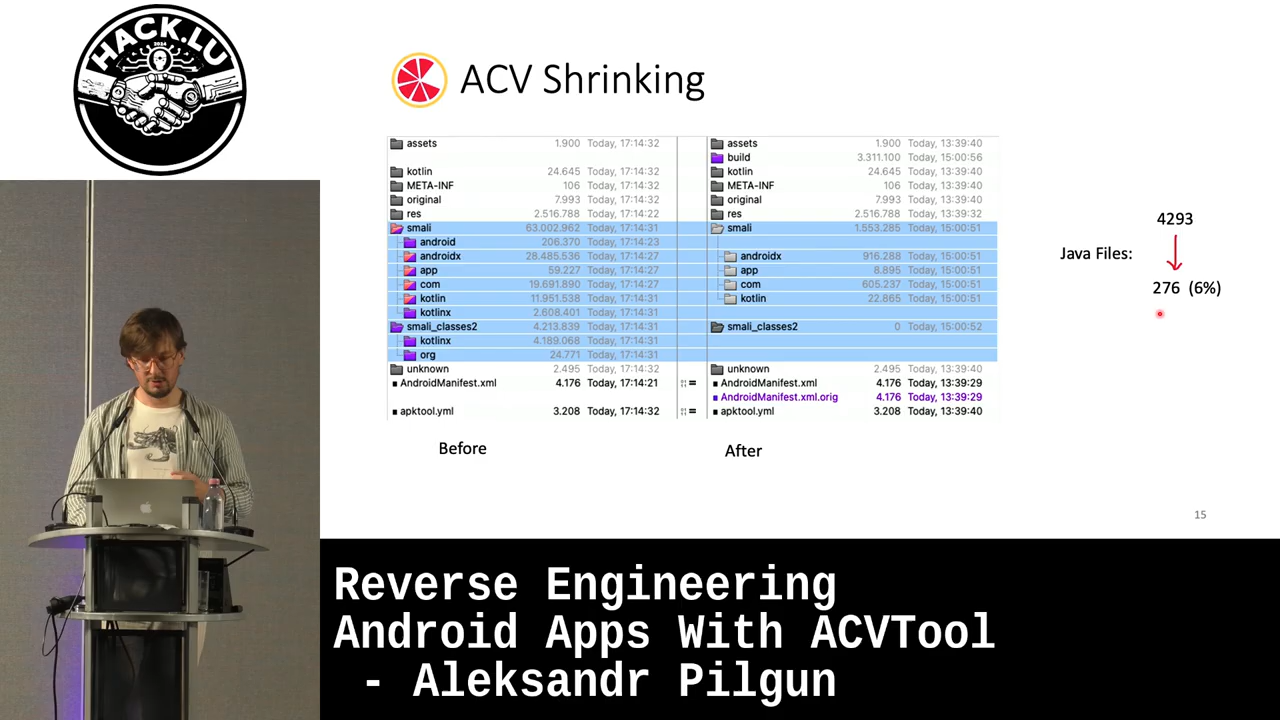 HACK.LU
2024
ACV Shrinking
assets 1.900 Today, 17:14:32
kotlin 24.645 Today, 17:14:32
META-INF 106 Today, 17:14:32
original 7.993 Today, 17:14:32
res 2.516.788 Today, 17:14:22
smali 63.002.962 Today, 17:14:31
android 206.370 Today, 17:14:23
androidx 28.485.536 Today, 17:14:27
app 59.227 Today, 17:14:27
com 19.691.890 Today, 17:14:27
kotlin 11.951.538 Today, 17:14:31
kotlinx 2.608.401 Today, 17:14:31
smali_classes2 4.213.839 Today, 17:14:31
kotlinx 4.189.068 Today, 17:14:31
org 24.771 Today, 17:14:31
unknown 2.495 Today, 17:14:32
AndroidManifest.xml 4.176 Today, 17:14:21
apktool.yml 3.208 Today, 17:14:32
Before
assets 1.900 Today, 13:39:40
build 3.311.100 Today, 15:00:56
kotlin 24.645 Today, 13:39:40
META-INF 106 Today, 13:39:40
original 7.993 Today, 13:39:40
res 2.516.788 Today, 13:39:32
smali 1.553.285 Today, 15:00:51
androidx 916.288 Today, 15:00:51
app 8.895 Today, 15:00:51
com 605.237 Today, 15:00:51
kotlin 22.865 Today, 15:00:51
smali_classes2 0 Today, 15:00:52
unknown 2.495 Today, 13:39:40
AndroidManifest.xml 4.176 Today, 13:39:29
AndroidManifest.xml.orig 4.176 Today, 13:39:29
apktool.yml 3.208 Today, 13:39:40
After
4293
Java Files:
276 (6%)
15
Reverse Engineering
Android Apps With ACVTool
- Aleksandr Pilgun